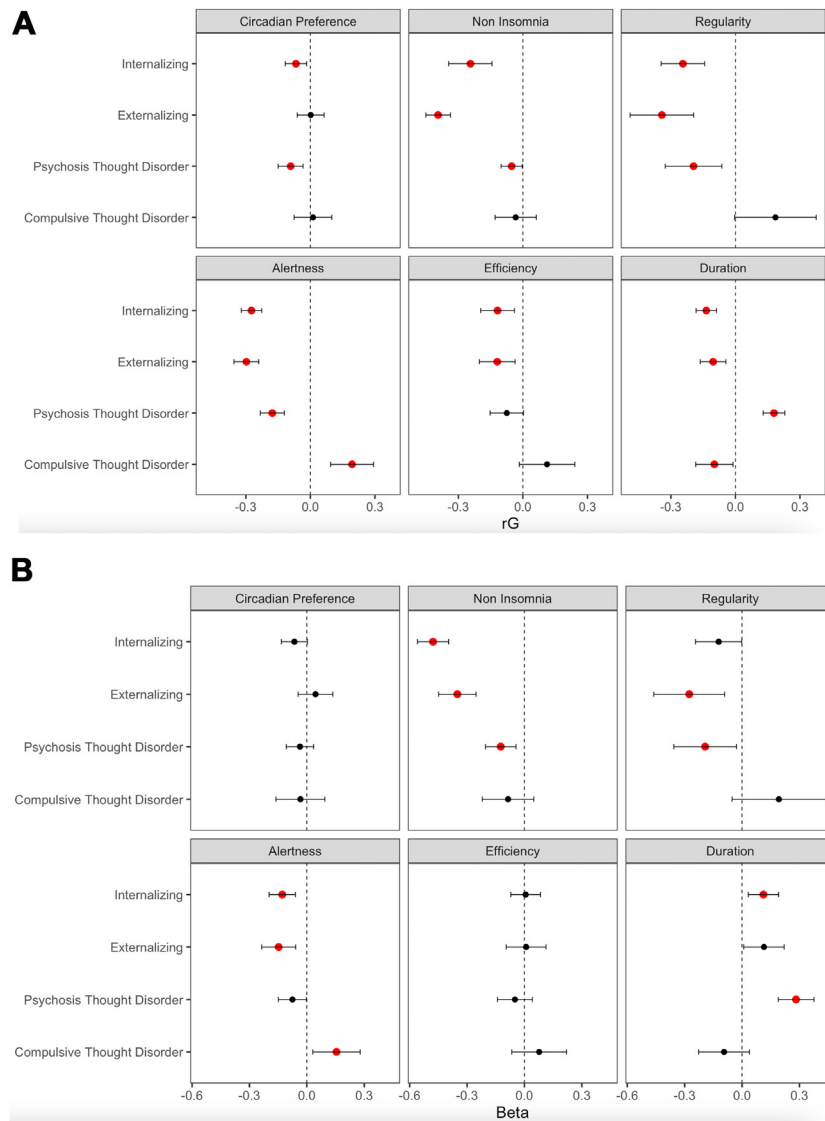 A
Circadian Preference Non Insomnia Regularity
Internalizing
Externalizing
Psychosis Thought Disorder
Compulsive Thought Disorder
Alertness Efficiency Duration
Internalizing
Externalizing
Psychosis Thought Disorder
Compulsive Thought Disorder
-0.3 0.0 0.3 -0.3 0.0 0.3 -0.3 0.0 0.3
rG
B
Circadian Preference Non Insomnia Regularity
Internalizing
Externalizing
Psychosis Thought Disorder
Compulsive Thought Disorder
Alertness Efficiency Duration
Internalizing
Externalizing
Psychosis Thought Disorder
Compulsive Thought Disorder
-0.6 -0.3 0.0 0.3 -0.6 -0.3 0.0 0.3 -0.6 -0.3 0.0 0.3
Beta